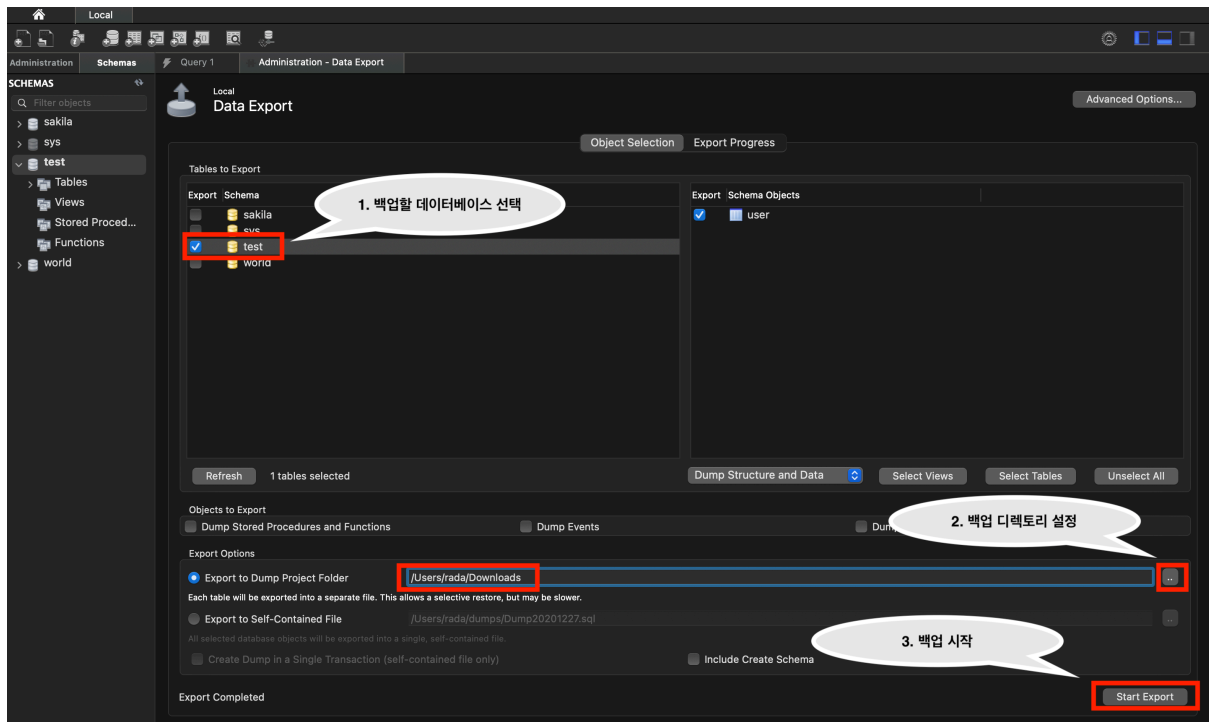 Local
Administration
Schemas
Query 1
Administration - Data Export
SCHEMAS
Filter objects
sakila
sys
test
Tables
Views
Stored Proced...
Functions
world
Local
Data Export
Advanced Options...
Object Selection
Export Progress
Tables to Export
Export Schema
sakila
sys
test
world
1. 백업할 데이터베이스 선택
Export Schema Objects
user
Refresh
1 tables selected
Dump Structure and Data
Select Views
Select Tables
Unselect All
Objects to Export
Dump Stored Procedures and Functions
Dump Events
2. 백업 디렉토리 설정
Export Options
Export to Dump Project Folder
/Users/rada/Downloads
..
Each table will be exported into a separate file. This allows a selective restore, but may be slower.
Export to Self-Contained File
/Users/rada/dumps/Dump20201227.sql
..
All selected database objects will be exported into a single, self-contained file.
3. 백업 시작
Create Dump in a Single Transaction (self-contained file only)
Include Create Schema
Export Completed
Start Export